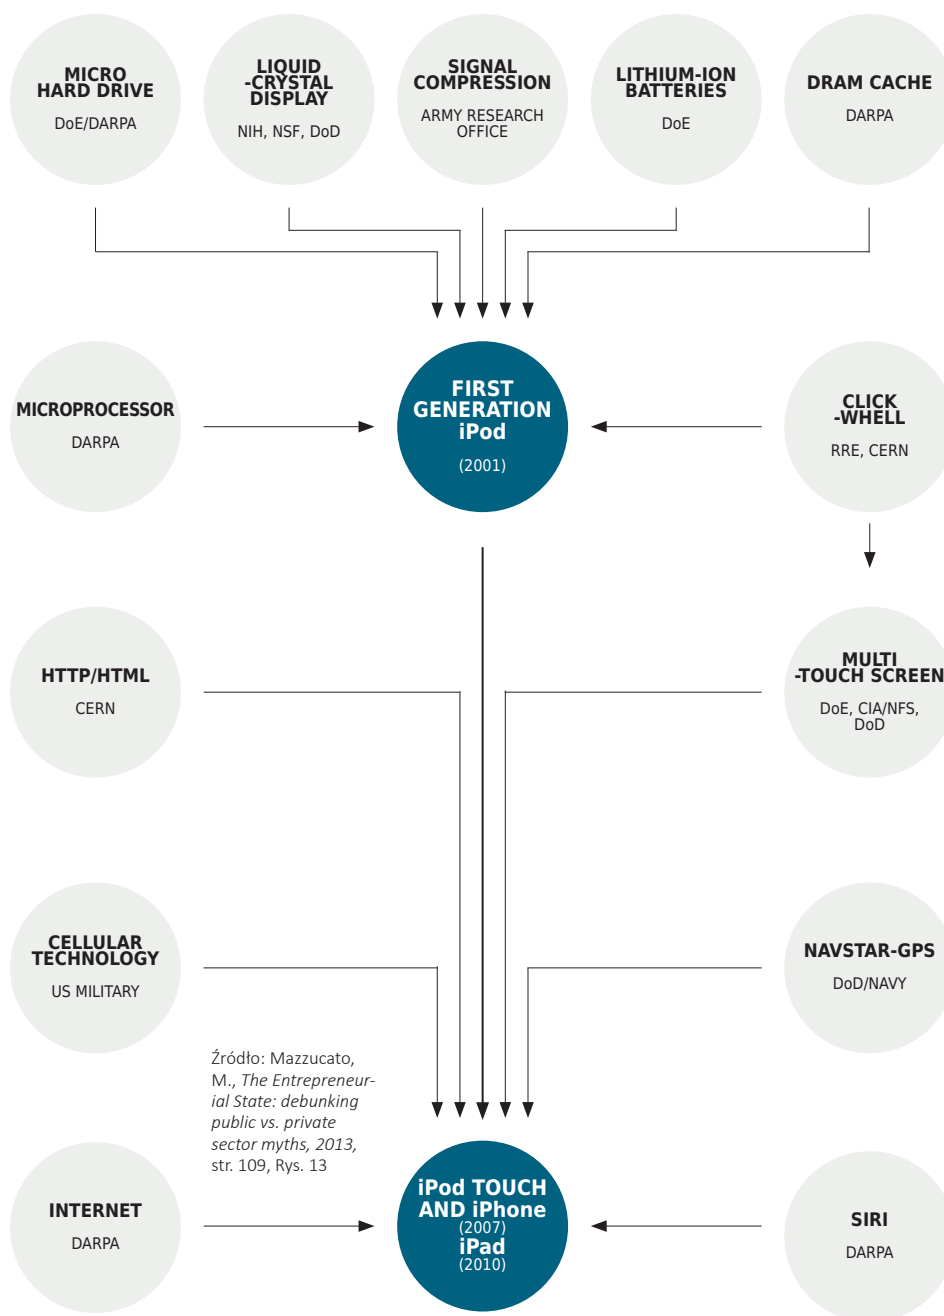 MICRO
HARD DRIVE
DoE/DARPA
LIQUID
-CRYSTAL
DISPLAY
NIH, NSF, DoD
SIGNAL
COMPRESSION
ARMY RESEARCH
OFFICE
LITHIUM-ION
BATTERIES
DoE
DRAM CACHE
DARPA
MICROPROCESSOR
DARPA
FIRST
GENERATION
iPod
(2001)
CLICK
-WHELL
RRE, CERN
HTTP/HTML
CERN
MULTI
-TOUCH SCREEN
DoE, CIA/NFS,
DoD
CELLULAR
TECHNOLOGY
US MILITARY
NAVSTAR-GPS
DoD/NAVY
Źródło: Mazzucato,
M., The Entrepreneur-
ial State: debunking
public vs. private
sector myths, 2013,
str. 109, Rys. 13
INTERNET
DARPA
iPod TOUCH
AND iPhone
(2007)
iPad
(2010)
SIRI
DARPA